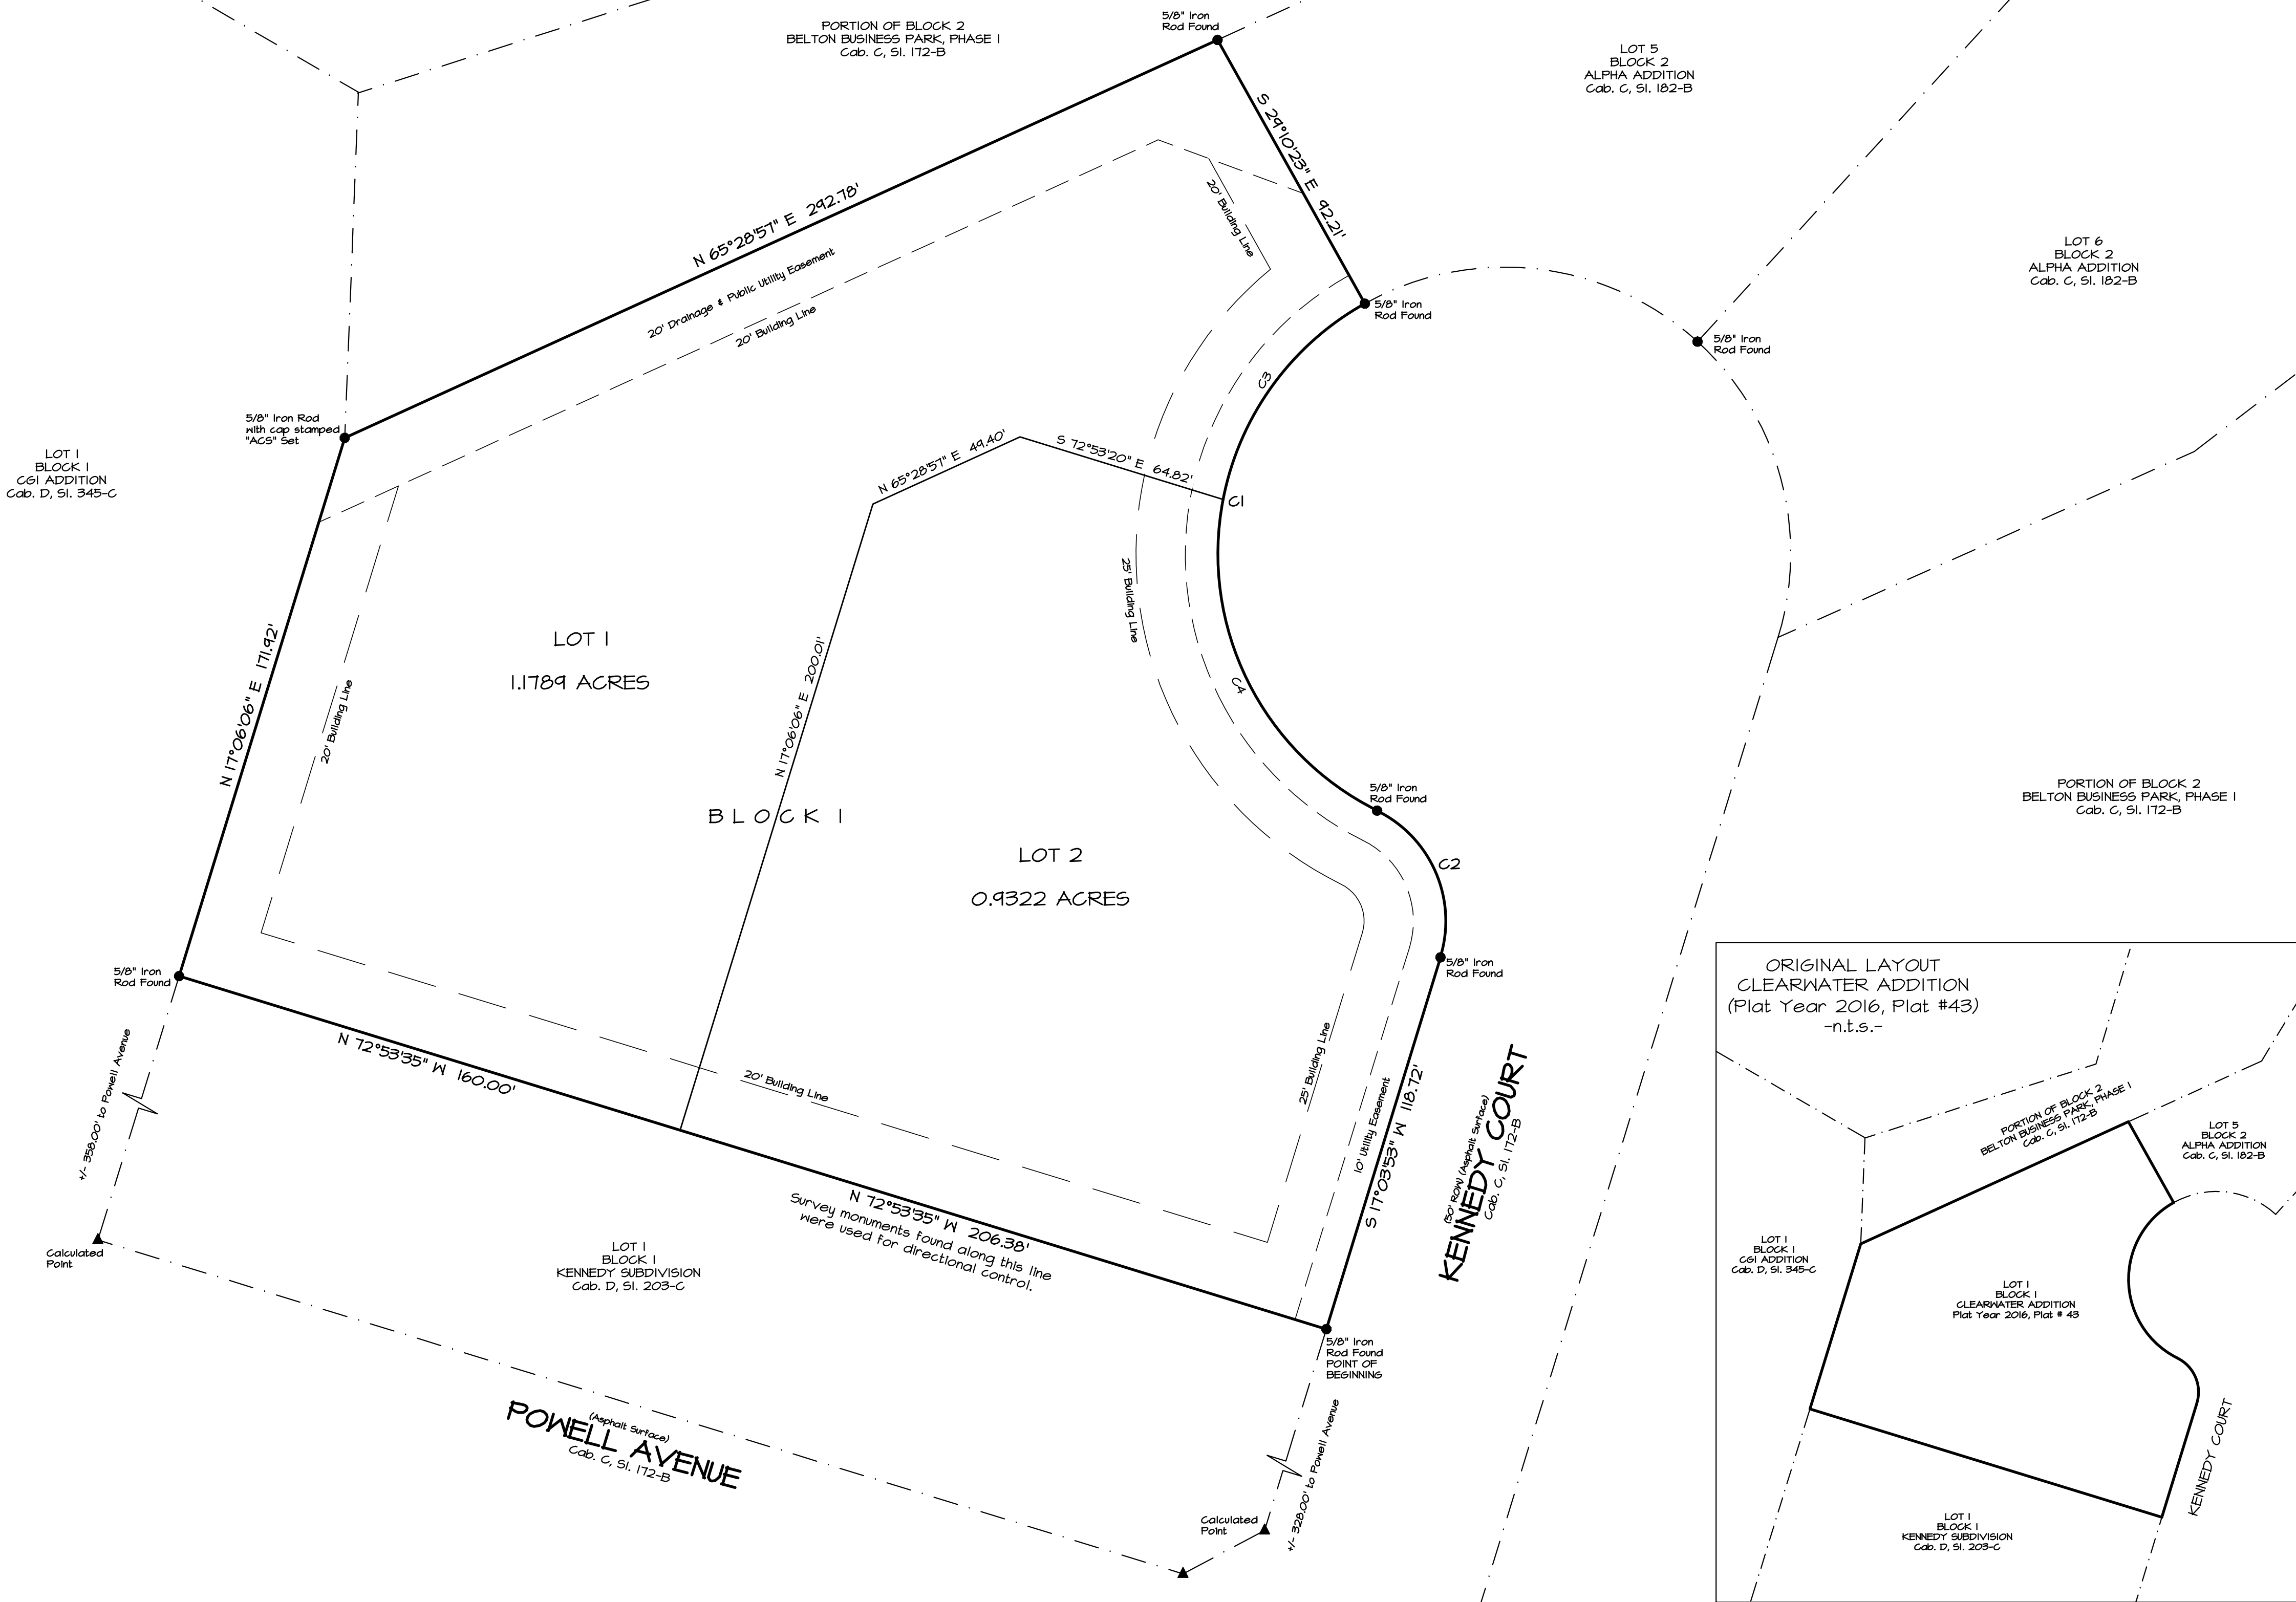 PORTION OF BLOCK 2
BELTON BUSINESS PARK, PHASE 1
Cab. C, Sl. 172-B
5/8" Iron
Rod Found
LOT 5
BLOCK 2
ALPHA ADDITION
Cab. C, Sl. 182-B
S 29°10'23" E 92.21'
20' Building Line
N 65°28'57" E 292.78'
20' Drainage & Public Utility Easement
20' Building Line
LOT 6
BLOCK 2
ALPHA ADDITION
Cab. C, Sl. 182-B
5/8" Iron
Rod Found
5/8" Iron
Rod Found
C3
5/8" Iron Rod
with cap stamped
"ACS" Set
LOT 1
BLOCK 1
CGI ADDITION
Cab. D, Sl. 345-C
N 65°28'57" E 49.40'
S 72°53'20" E 64.82'
C1
25' Building Line
LOT 1
1.1789 ACRES
N 17°06'06" E 171.92'
20' Building Line
N 17°06'06" E 200.01'
C4
BLOCK 1
5/8" Iron
Rod Found
PORTION OF BLOCK 2
BELTON BUSINESS PARK, PHASE 1
Cab. C, Sl. 172-B
C2
LOT 2
0.9322 ACRES
5/8" Iron
Rod Found
5/8" Iron
Rod Found
N 72°53'35" W 160.00'
20' Building Line
25' Building Line
10' Utility Easement
S 17°03'53" W 118.72'
(50' ROW) (Asphalt Surface)
KENNEDY COURT
Cab. C, Sl. 172-B
+/- 358.00' to Powell Avenue
N 72°53'35" W 206.38'
Survey monuments found along this line
were used for directional control.
Calculated
Point
LOT 1
BLOCK 1
KENNEDY SUBDIVISION
Cab. D, Sl. 203-C
5/8" Iron
Rod Found
POINT OF
BEGINNING
(Asphalt Surface)
POWELL AVENUE
Cab. C, Sl. 172-B
+/- 328.00' to Powell Avenue
Calculated
Point
ORIGINAL LAYOUT
CLEARWATER ADDITION
(Plat Year 2016, Plat #43)
-n.t.s.-
PORTION OF BLOCK 2
BELTON BUSINESS PARK, PHASE 1
Cab. C, Sl. 172-B
LOT 5
BLOCK 2
ALPHA ADDITION
Cab. C, Sl. 182-B
LOT 1
BLOCK 1
CGI ADDITION
Cab. D, Sl. 345-C
LOT 1
BLOCK 1
CLEARWATER ADDITION
Plat Year 2016, Plat # 43
KENNEDY COURT
LOT 1
BLOCK 1
KENNEDY SUBDIVISION
Cab. D, Sl. 203-C